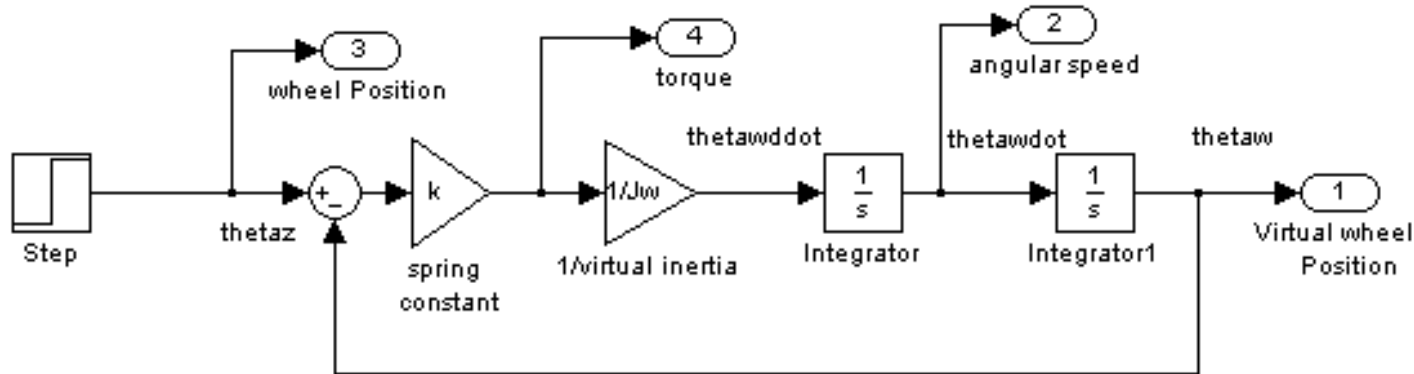 3
wheel Position
4
torque
2
angular speed
thetawddot
thetawdot
thetaw
Step
thetaz
+
-
k
spring
constant
1/Jw
1/virtual inertia
1
s
Integrator
1
s
Integrator1
1
Virtual wheel
Position